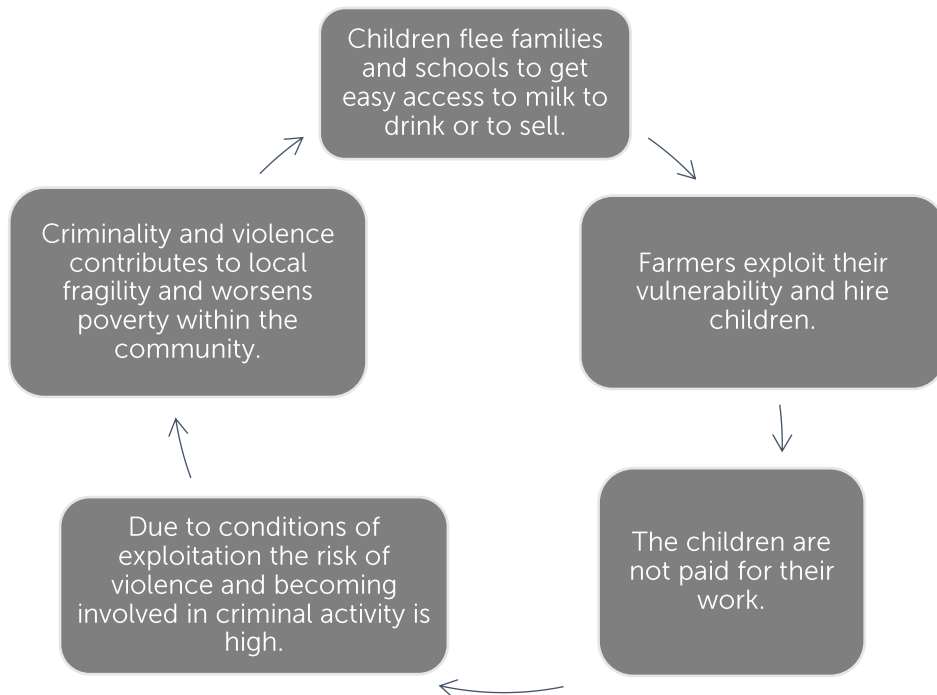 Children flee families
and schools to get
easy access to milk to
drink or to sell.
Farmers exploit their
vulnerability and hire
children.
The children are
not paid for their
work.
Due to conditions of
exploitation the risk of
violence and becoming
involved in criminal activity is
high.
Criminality and violence
contributes to local
fragility and worsens
poverty within the
community.